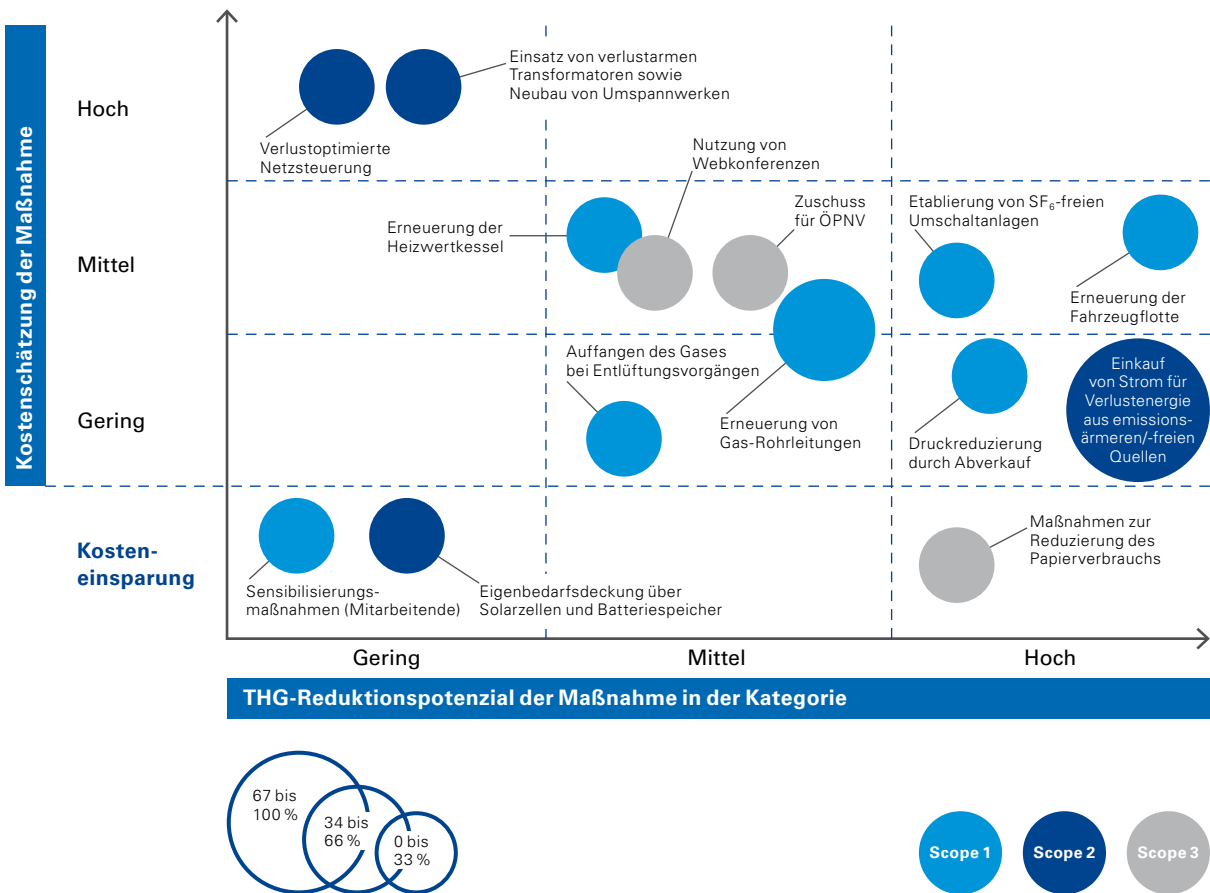 Kostenschätzung der Maßnahme
Hoch
Mittel
Gering
Kosten-
einsparung
Einsatz von verlustarmen
Transformatoren sowie
Neubau von Umspannwerken
Verlustoptimierte
Netzsteuerung
Nutzung von
Webkonferenzen
Erneuerung der
Heizwertkessel
Zuschuss
für ÖPNV
Etablierung von SF₆-freien
Umschaltanlagen
Erneuerung der
Fahrzeugflotte
Auffangen des Gases
bei Entlüftungsvorgängen
Erneuerung von
Gas-Rohrleitungen
Druckreduzierung
durch Abverkauf
Einkauf
von Strom für
Verlustenergie
aus emissions-
ärmeren/-freien
Quellen
Sensibilisierungs-
maßnahmen (Mitarbeitende)
Eigenbedarfsdeckung über
Solarzellen und Batteriespeicher
Maßnahmen zur
Reduzierung des
Papierverbrauchs
Gering
Mittel
Hoch
THG-Reduktionspotenzial der Maßnahme in der Kategorie
67 bis
100 %
34 bis
66 %
0 bis
33 %
Scope 1
Scope 2
Scope 3